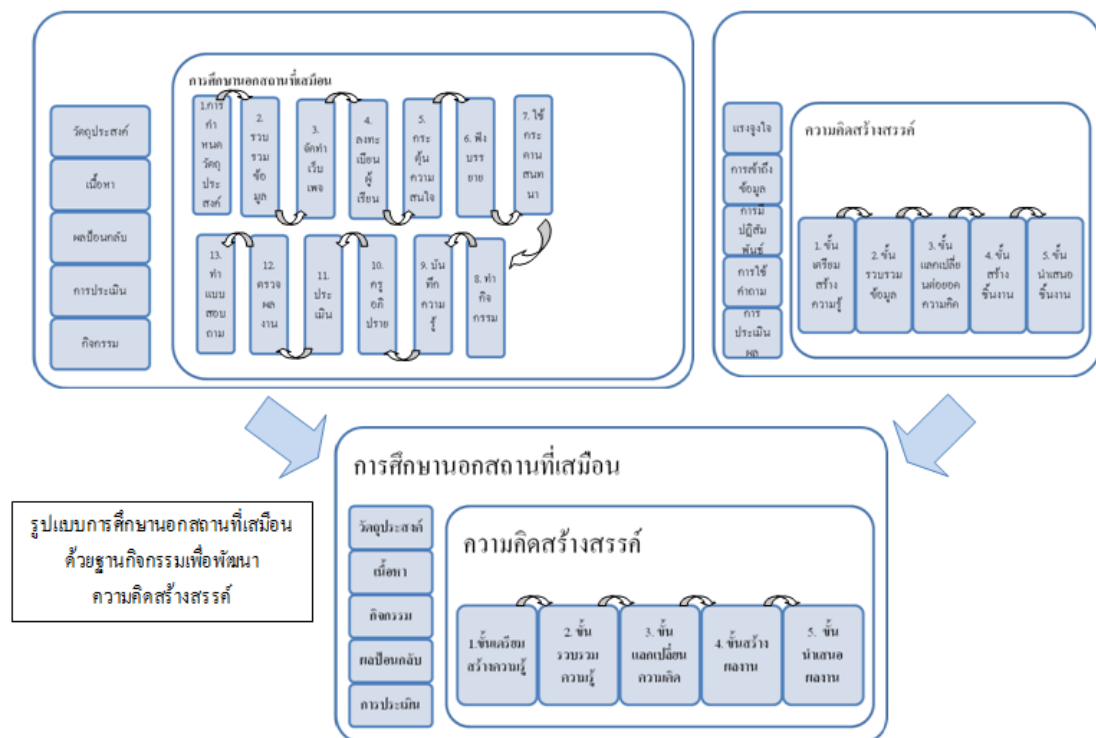 การศึกษานอกสถานที่เสมือน
วัตถุประสงค์
เนื้อหา
ผลป้อนกลับ
การประเมิน
กิจกรรม
1.การ
กำ
หนด
วัตถุ
ประ
สงค์
2.
รวบ
รวม
ข้อ
มูล
3.
จัดทำ
เว็บ
เพจ
4.
ลงทะ
เบียน
ผู้
เรียน
5.
กระ
ตุ้น
ความ
สนใจ
6. ฟัง
บรร
ยาย
7. ใช้
กระ
ดาน
สนท
นา
8. ทำ
กิจ
กรรม
9. บัน
ทึก
ความ
รู้
10.
ครู
อภิ
ปราย
11.
ประ
เมิน
12.
ตรวจ
ผล
งาน
13.
ทำ
แบบ
สอบ
ถาม
แรงจูงใจ
การเข้าถึง
ข้อมูล
การมี
ปฏิสัม
พันธ์
การใช้
คำถาม
การ
ประเมิน
ผล
ความคิดสร้างสรรค์
1. ขั้น
เตรียม
สร้าง
ความรู้
2. ขั้น
รวบรวม
ข้อมูล
3. ขั้น
แลกเปลี่ย
นต่อยอด
ความคิด
4. ขั้น
สร้าง
ชิ้นงาน
5. ขั้น
นำเสนอ
ชิ้นงาน
รูปแบบการศึกษานอกสถานที่เสมือน
ด้วยฐานกิจกรรมเพื่อพัฒนา
ความคิดสร้างสรรค์
การศึกษานอกสถานที่เสมือน
วัตถุประสงค์
เนื้อหา
กิจกรรม
ผลป้อนกลับ
การประเมิน
ความคิดสร้างสรรค์
1.ขั้นเตรียม
สร้างความรู้
2. ขั้น
รวบรวม
ความรู้
3. ขั้น
แลกเปลี่ยน
ความคิด
4. ขั้นสร้าง
ผลงาน
5. ขั้น
นำเสนอ
ผลงาน